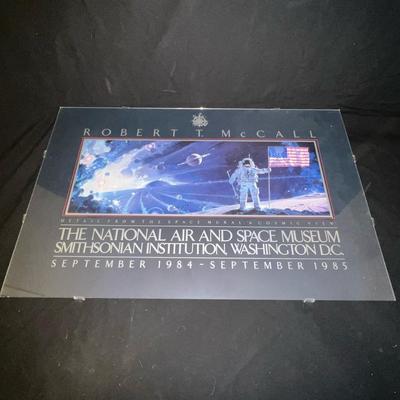 ROBERT T. McCALL
DETAIL FROM THE SPACE MURAL A COSMIC VIEW
THE NATIONAL AIR AND SPACE MUSEUM
SMITHSONIAN INSTITUTION, WASHINGTON D.C.
SEPTEMBER 1984 - SEPTEMBER 1985